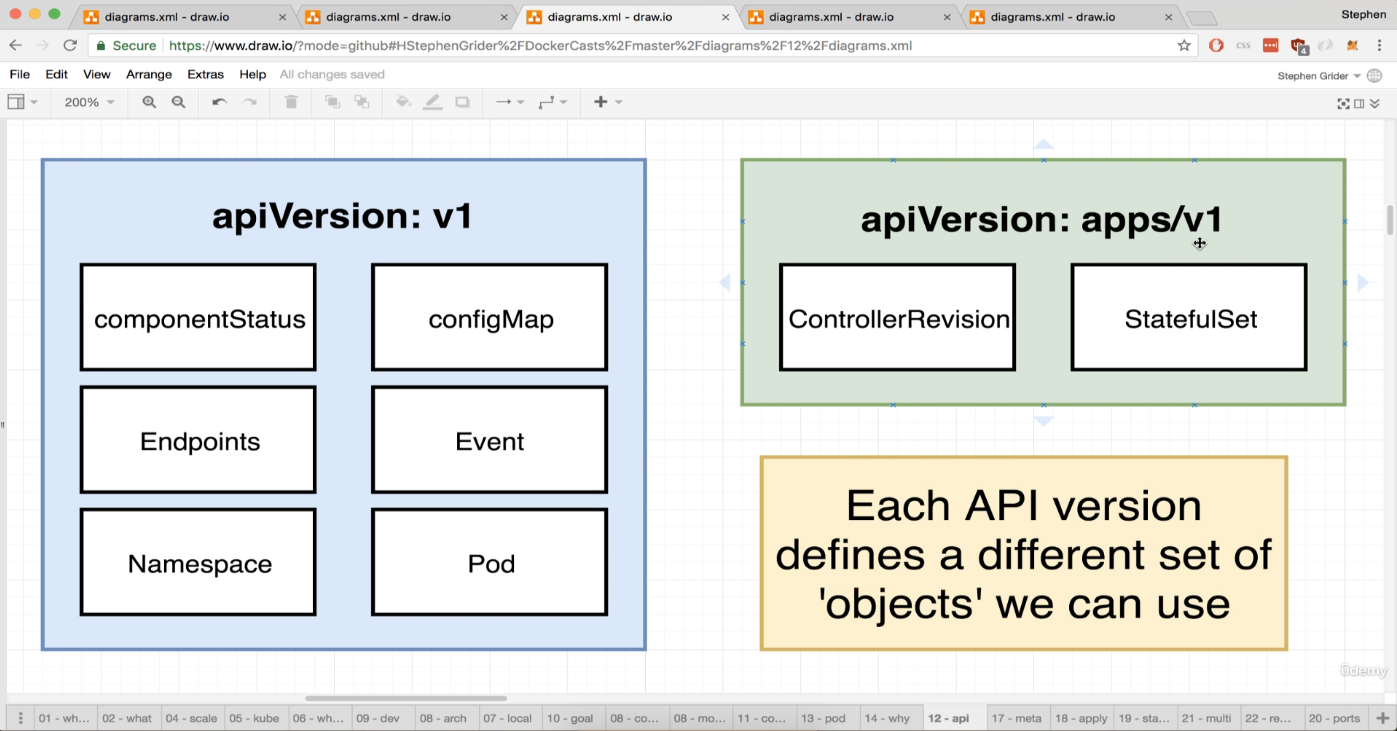 diagrams.xml - draw.io
diagrams.xml - draw.io
diagrams.xml - draw.io
diagrams.xml - draw.io
diagrams.xml - draw.io
Stephen
Secure
https://www.draw.io/?mode=github#HStephenGrider%2FDockerCasts%2Fmaster%2Fdiagrams%2F12%2Fdiagrams.xml
CSS
4
File Edit View Arrange Extras Help All changes saved
Stephen Grider
200%
apiVersion: v1
componentStatus
configMap
Endpoints
Event
Namespace
Pod
apiVersion: apps/v1
ControllerRevision
StatefulSet
Each API version
defines a different set of
'objects' we can use
ûdemy
01 - wh... 02 - what 04 - scale 05 - kube 06 - wh... 09 - dev 08 - arch 07 - local 10 - goal 08 - co... 08 - mo... 11 - co... 13 - pod 14 - why 12 - api 17 - meta 18 - apply 19 - sta... 21 - multi 22 - re... 20 - ports